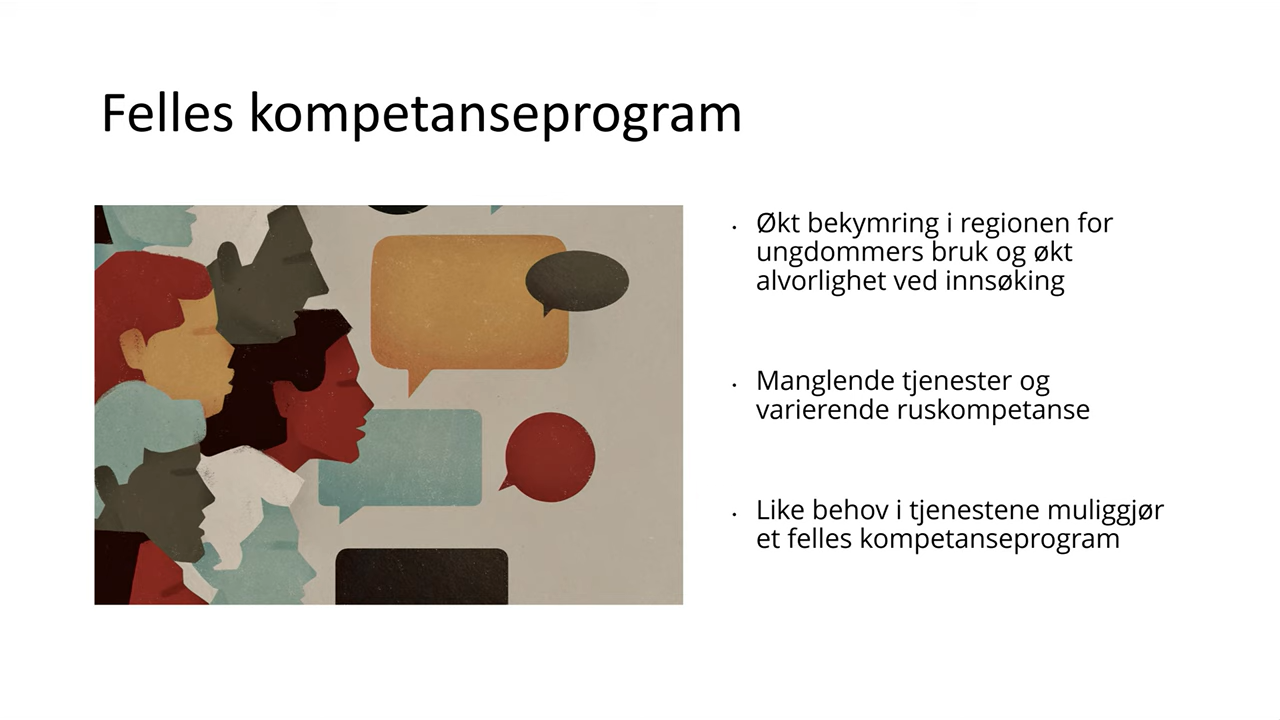 Felles kompetanseprogram
• Økt bekymring i regionen for
ungdommers bruk og økt
alvorlighet ved innsøking
• Manglende tjenester og
varierende ruskompetanse
• Like behov i tjenestene muliggjør
et felles kompetanseprogram